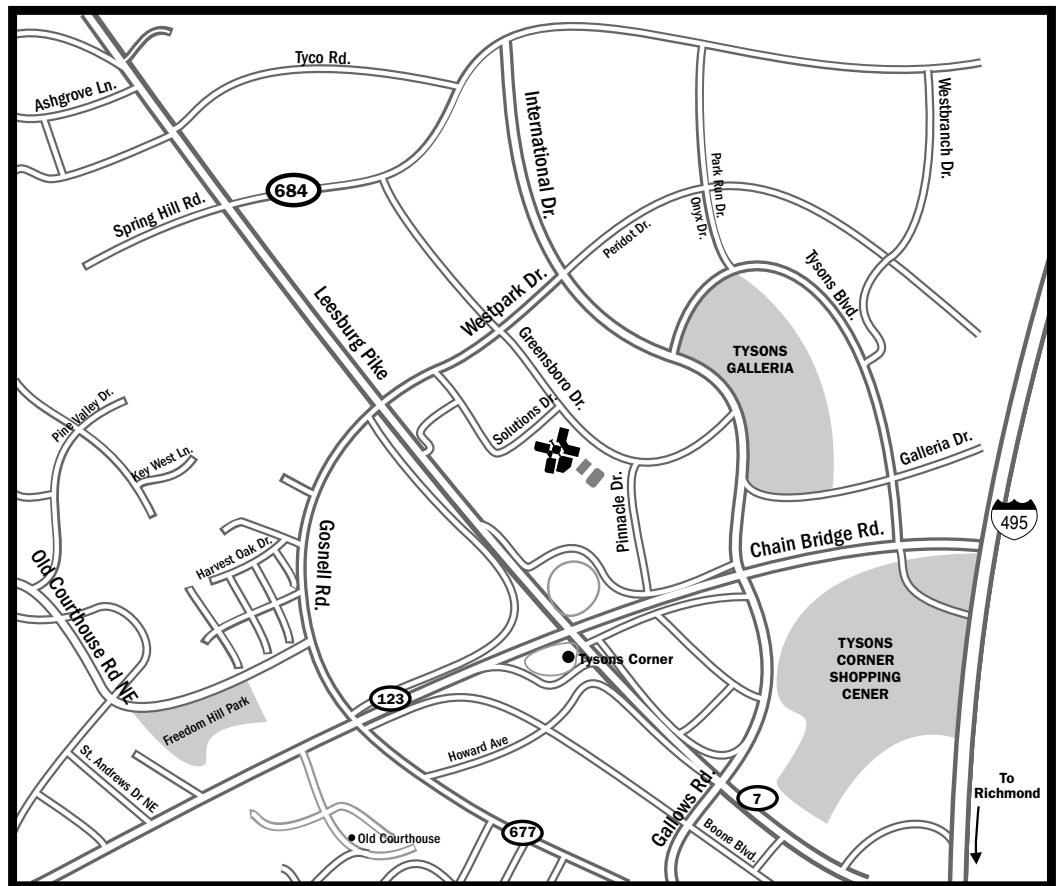 Tyco Rd.
Ashgrove Ln.
International Dr.
Westbranch Dr.
Park Run Dr.
684
Spring Hill Rd.
Onyx Dr.
Peridot Dr.
Tysons Blvd.
Leesburg Pike
Westpark Dr.
Greensboro Dr.
TYSONS
GALLERIA
Pine Valley Dr.
Solutions Dr.
Key West Ln.
Galleria Dr.
Pinnacle Dr.
495
Gosnell Rd.
Chain Bridge Rd.
Harvest Oak Dr.
Old Courthouse Rd NE
Tysons Corner
TYSONS
CORNER
SHOPPING
CENER
123
Freedom Hill Park
Howard Ave
St. Andrews Dr NE
To
Richmond
7
Gallows Rd.
677
Boone Blvd.
Old Courthouse